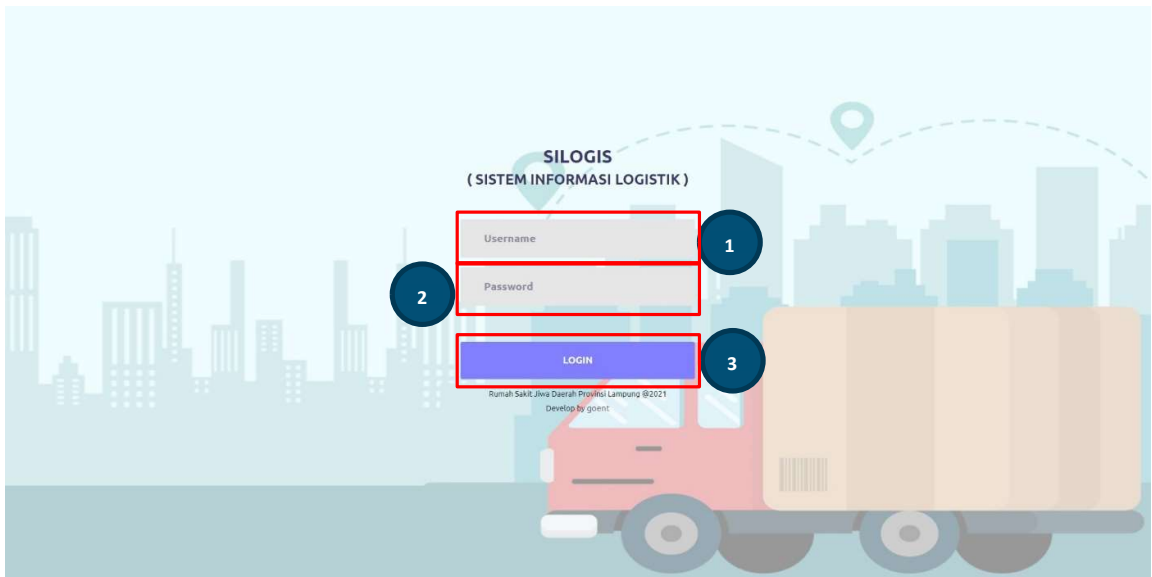 SILOGIS
( SISTEM INFORMASI LOGISTIK )
Username
1
Password
2
LOGIN
3
Rumah Sakit Jiwa Daerah Provinsi Lampung @2021
Develop by goent